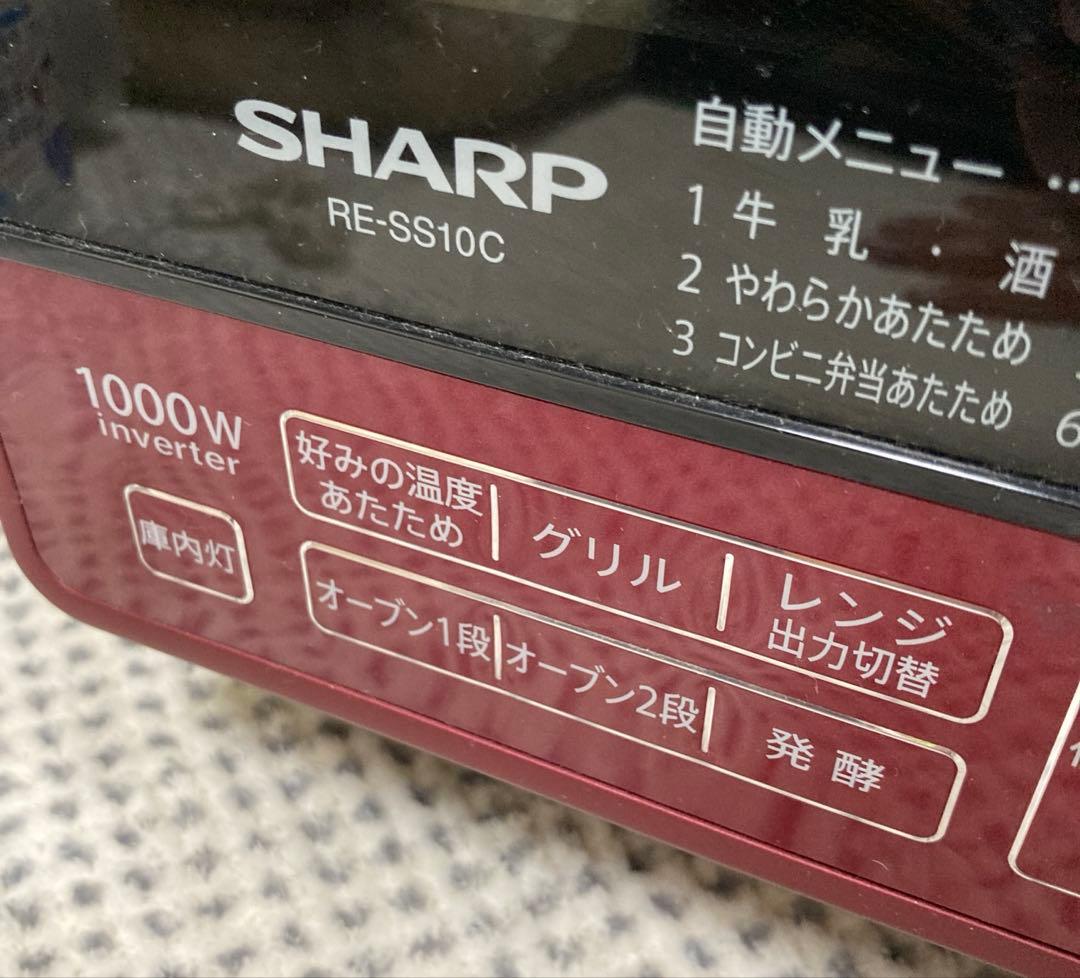 SHARP
RE-SS10C
自動メニュー ‥
1 牛 乳 ・ 酒
2 やわらかあたため
3 コンビニ弁当あたため 6
1000W
inverter
好みの温度
あたため
グリル
レンジ
出力切替
庫内灯
オーブン1段
オーブン2段
発 酵